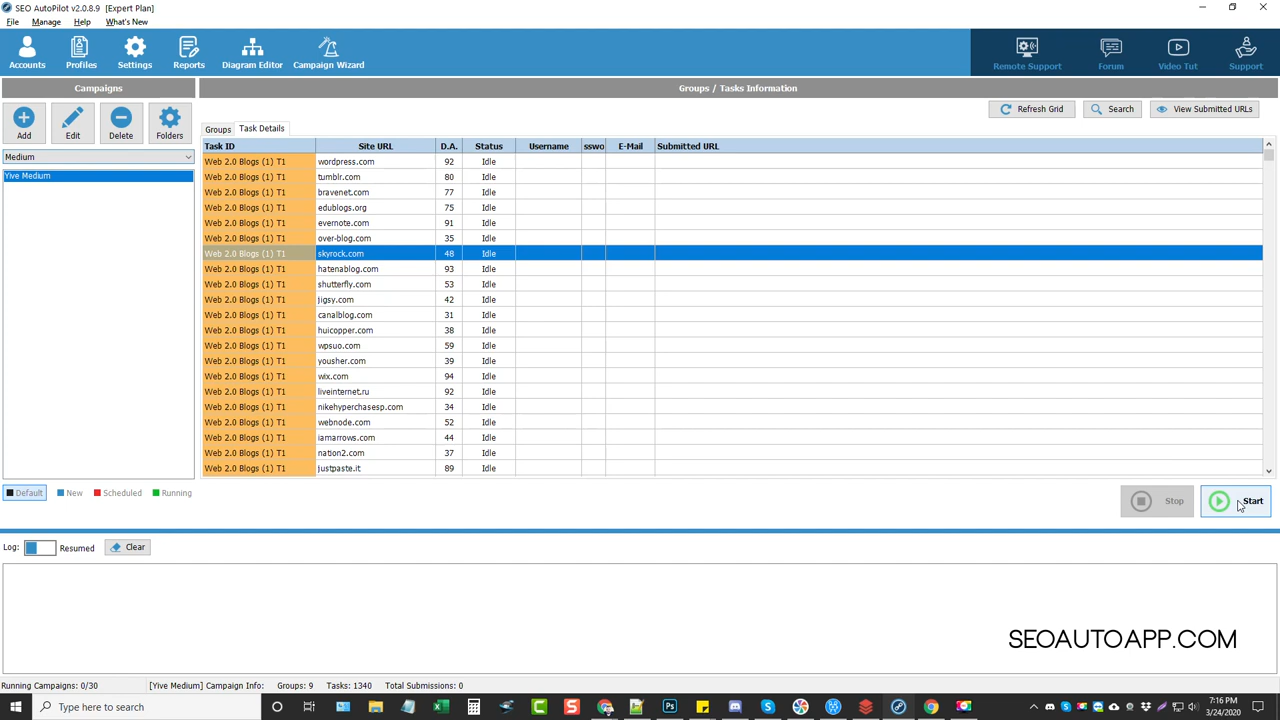 SEO AutoPilot v2.0.8.9 [Expert Plan]
File Manage Help What's New
Accounts Profiles Settings Reports Diagram Editor Campaign Wizard Remote Support Forum Video Tut Support
Campaigns Groups / Tasks Information
Add Edit Delete Folders Refresh Grid Search View Submitted URLs
Groups Task Details
Medium
Yive Medium
Task ID Site URL D.A. Status Username sswo E-Mail Submitted URL
Web 2.0 Blogs (1) T1 wordpress.com 92 Idle
Web 2.0 Blogs (1) T1 tumblr.com 80 Idle
Web 2.0 Blogs (1) T1 bravenet.com 77 Idle
Web 2.0 Blogs (1) T1 edublogs.org 75 Idle
Web 2.0 Blogs (1) T1 evernote.com 91 Idle
Web 2.0 Blogs (1) T1 over-blog.com 35 Idle
Web 2.0 Blogs (1) T1 skyrock.com 48 Idle
Web 2.0 Blogs (1) T1 hatenablog.com 93 Idle
Web 2.0 Blogs (1) T1 shutterfly.com 53 Idle
Web 2.0 Blogs (1) T1 jigsy.com 42 Idle
Web 2.0 Blogs (1) T1 canalblog.com 31 Idle
Web 2.0 Blogs (1) T1 huicopper.com 38 Idle
Web 2.0 Blogs (1) T1 wpsuo.com 59 Idle
Web 2.0 Blogs (1) T1 yousher.com 39 Idle
Web 2.0 Blogs (1) T1 wix.com 94 Idle
Web 2.0 Blogs (1) T1 liveinternet.ru 92 Idle
Web 2.0 Blogs (1) T1 nikehyperchasesp.com 34 Idle
Web 2.0 Blogs (1) T1 webnode.com 52 Idle
Web 2.0 Blogs (1) T1 iamarrows.com 44 Idle
Web 2.0 Blogs (1) T1 nation2.com 37 Idle
Web 2.0 Blogs (1) T1 justpaste.it 89 Idle
Default New Scheduled Running
Stop Start
Log: Resumed Clear
SEOAUTOAPP.COM
Running Campaigns: 0/30 [Yive Medium] Campaign Info: Groups: 9 Tasks: 1340 Total Submissions: 0
Type here to search
7:16 PM
3/24/2020